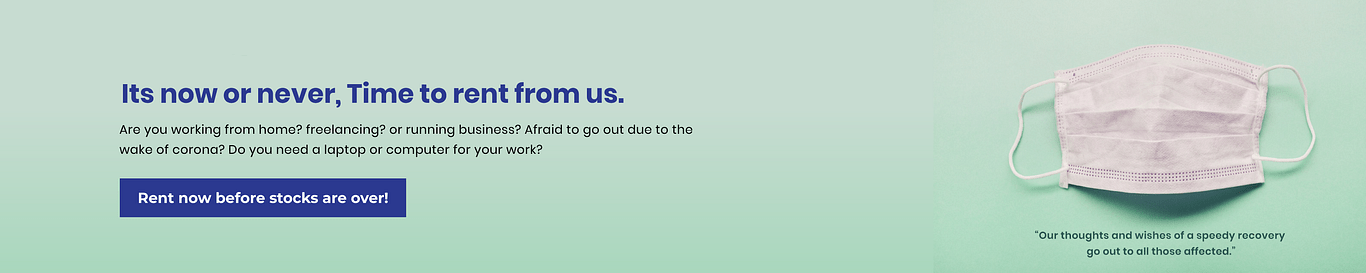 Its now or never, Time to rent from us.
Are you working from home? freelancing? or running business? Afraid to go out due to the
wake of corona? Do you need a laptop or computer for your work?
Rent now before stocks are over!
"Our thoughts and wishes of a speedy recovery
go out to all those affected."